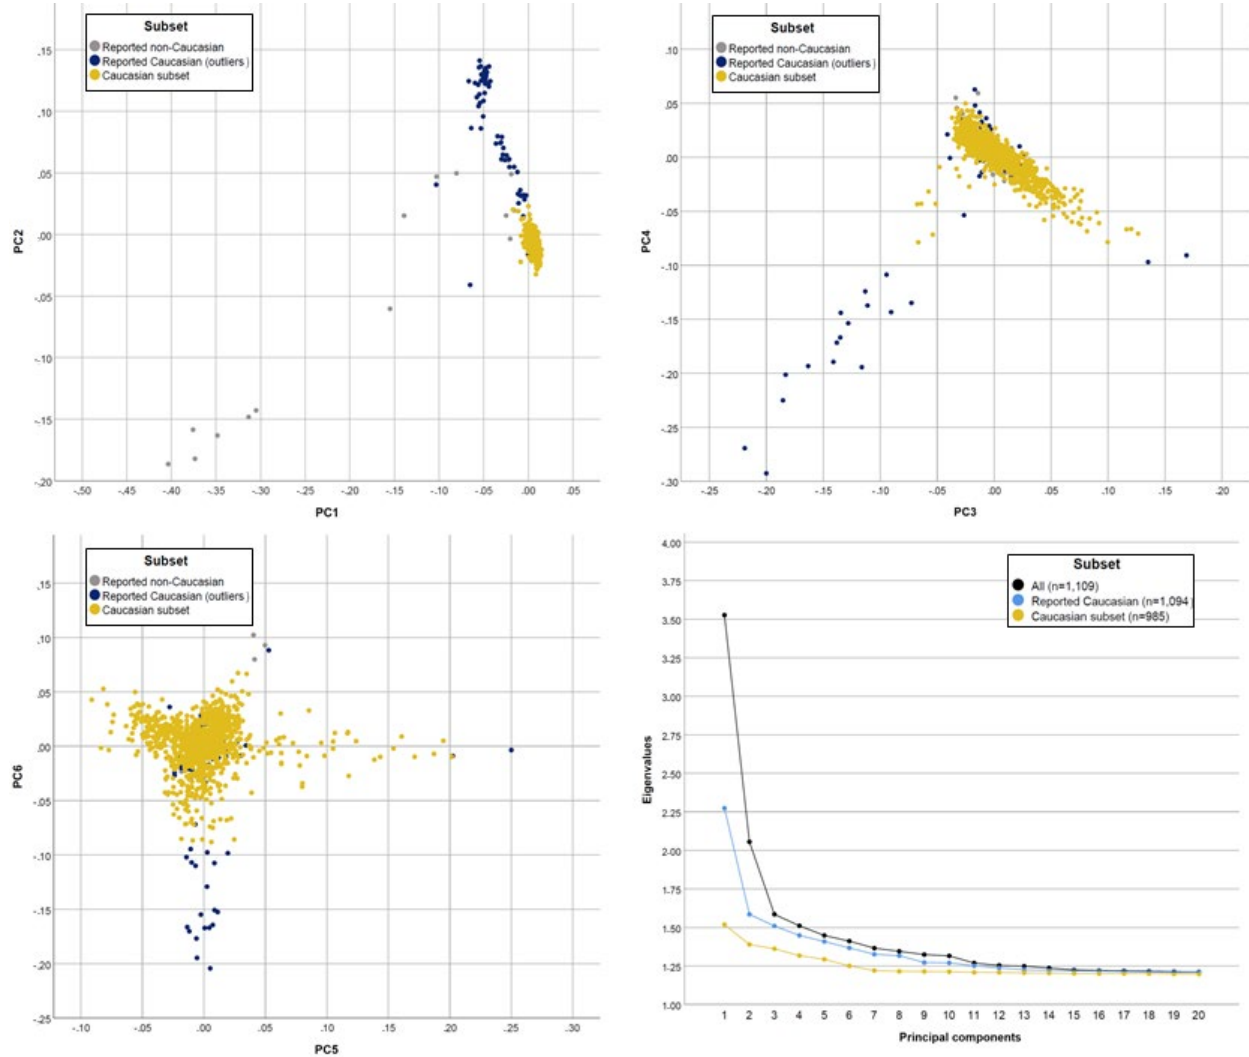 Subset
Reported non-Caucasian
Reported Caucasian (outliers)
Caucasian subset
.15
.10
.05
.00
-.05
-.10
-.15
-.20
PC2
-.50 -.45 -.40 -.35 -.30 -.25 -.20 -.15 -.10 -.05 .00 .05
PC1
Subset
Reported non-Caucasian
Reported Caucasian (outliers)
Caucasian subset
.10
.05
.00
-.05
-.10
-.15
-.20
-.25
-.30
PC4
-.25 -.20 -.15 -.10 -.05 .00 .05 .10 .15 .20
PC3
Subset
Reported non-Caucasian
Reported Caucasian (outliers)
Caucasian subset
.15
.10
.05
.00
-.05
-.10
-.15
-.20
-.25
PC6
-.10 -.05 .00 .05 .10 .15 .20 .25 .30
PC5
Subset
All (n=1,109)
Reported Caucasian (n=1,094)
Caucasian subset (n=985)
4.00
3.75
3.50
3.25
3.00
2.75
2.50
2.25
2.00
1.75
1.50
1.25
1.00
Eigenvalues
1 2 3 4 5 6 7 8 9 10 11 12 13 14 15 16 17 18 19 20
Principal components